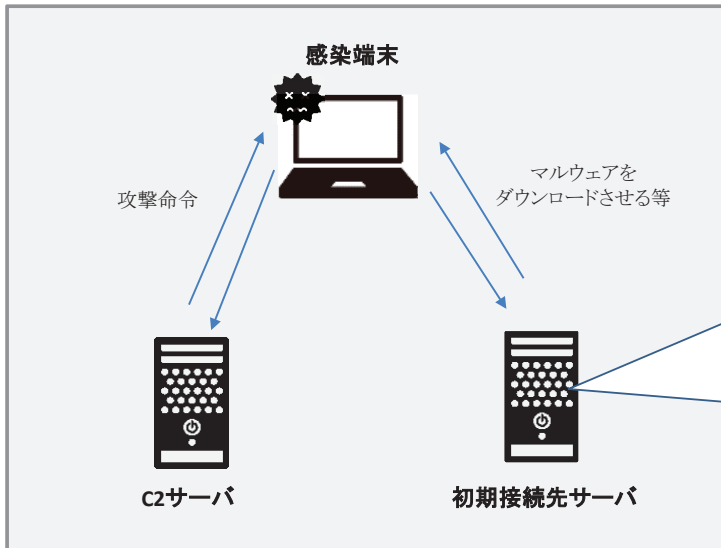 感染端末
攻撃命令
マルウェアを
ダウンロードさせる等
C2サーバ
初期接続先サーバ